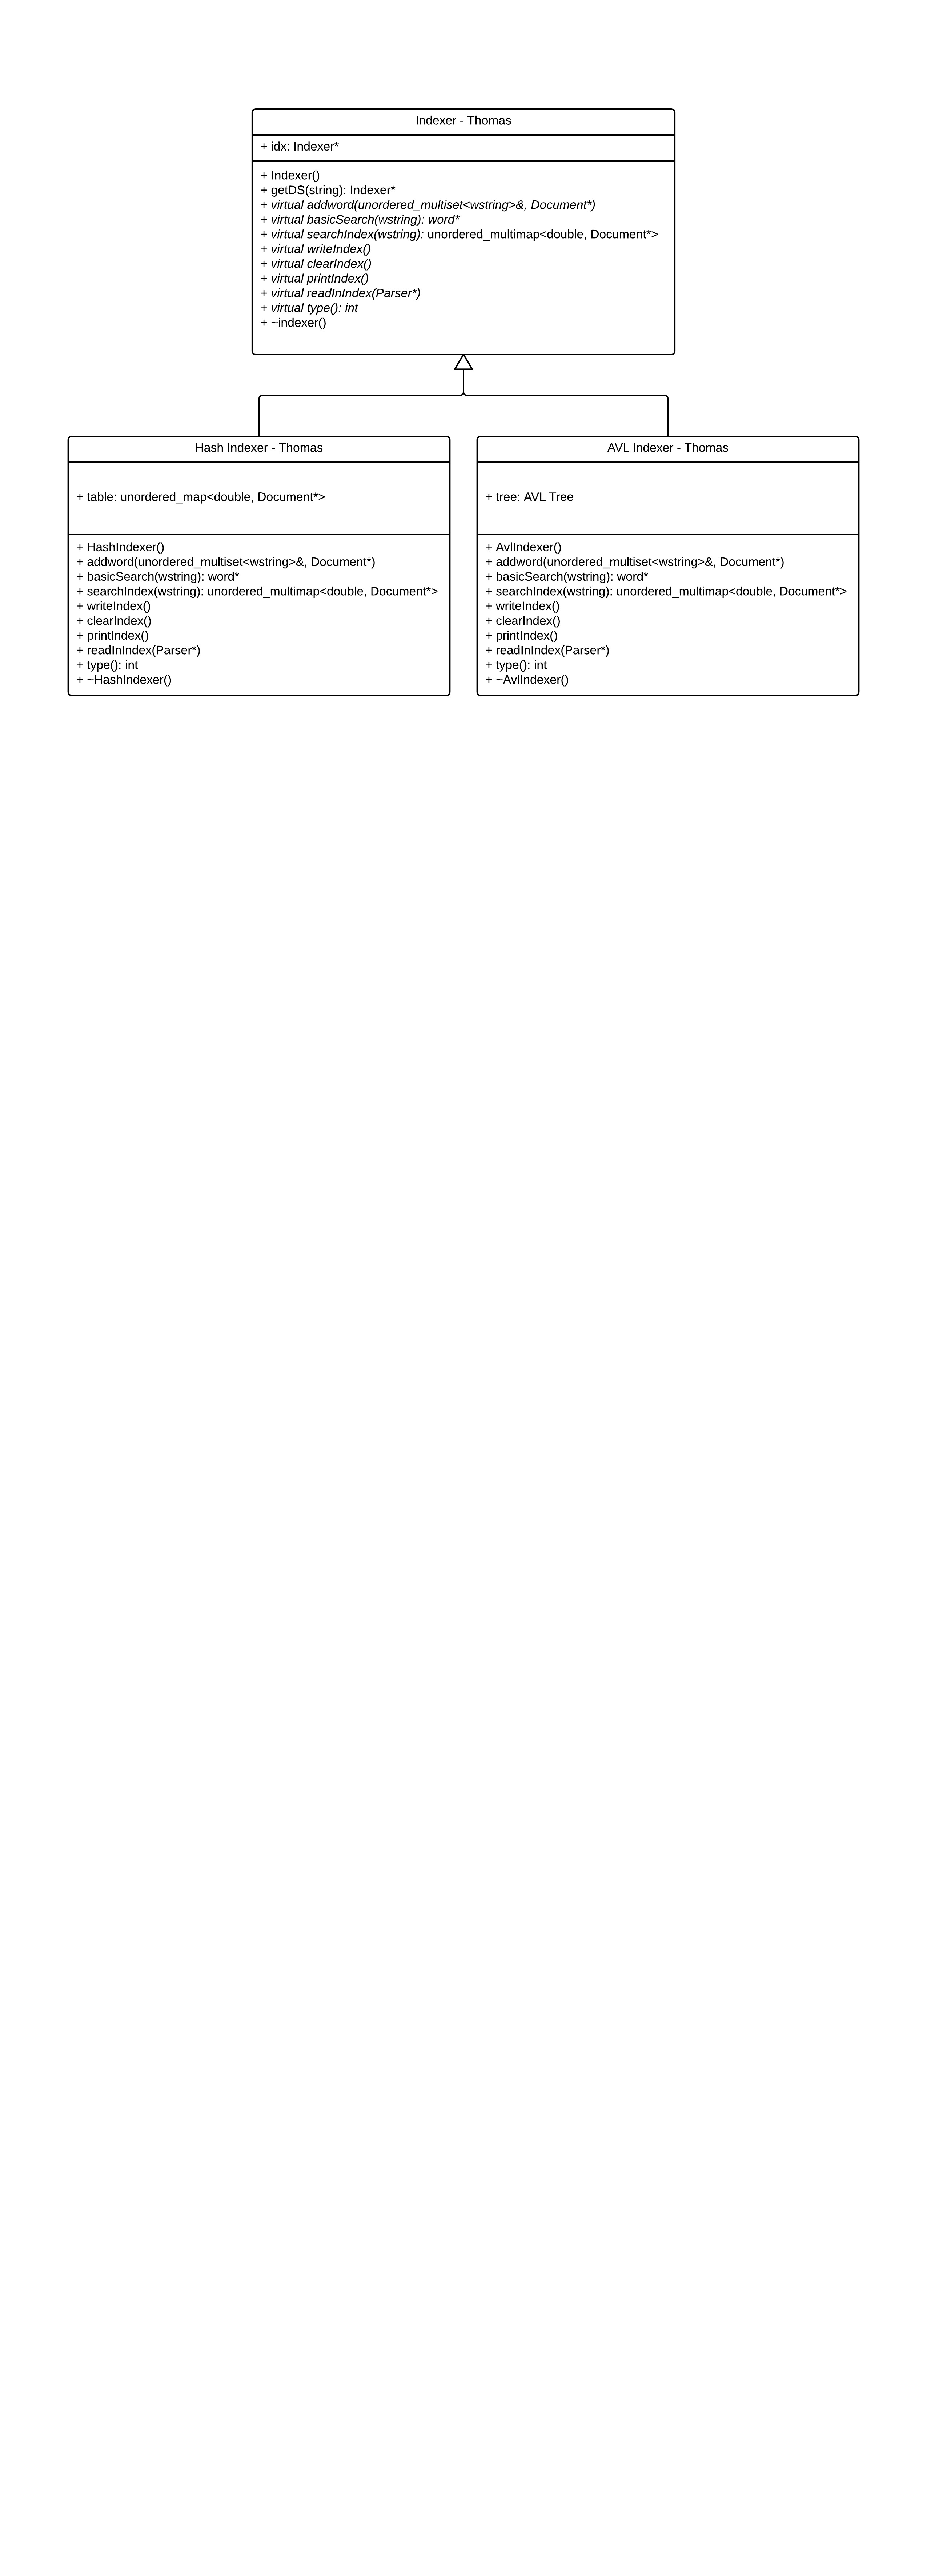 Indexer - Thomas
+ idx: Indexer*
+ Indexer()
+ getDS(string): Indexer*
+ virtual addword(unordered_multiset<wstring>&, Document*)
+ virtual basicSearch(wstring): word*
+ virtual searchIndex(wstring): unordered_multimap<double, Document*>
+ virtual writeIndex()
+ virtual clearIndex()
+ virtual printIndex()
+ virtual readInIndex(Parser*)
+ virtual type(): int
+ ~indexer()
Hash Indexer - Thomas
+ table: unordered_map<double, Document*>
+ HashIndexer()
+ addword(unordered_multiset<wstring>&, Document*)
+ basicSearch(wstring): word*
+ searchIndex(wstring): unordered_multimap<double, Document*>
+ writeIndex()
+ clearIndex()
+ printIndex()
+ readInIndex(Parser*)
+ type(): int
+ ~HashIndexer()
AVL Indexer - Thomas
+ tree: AVL Tree
+ AvlIndexer()
+ addword(unordered_multiset<wstring>&, Document*)
+ basicSearch(wstring): word*
+ searchIndex(wstring): unordered_multimap<double, Document*>
+ writeIndex()
+ clearIndex()
+ printIndex()
+ readInIndex(Parser*)
+ type(): int
+ ~AvlIndexer()